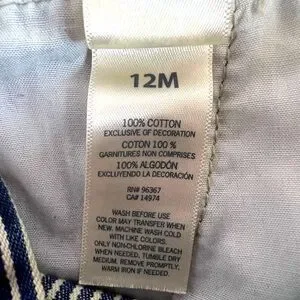 12M
100% COTTON
EXCLUSIVE OF DECORATION
COTON 100 %
GARNITURES NON COMPRISES
100% ALGODÓN
EXCLUYENDO LA DECORACIÓN
RN# 96367
CA# 14974
WASH BEFORE USE
COLOR MAY TRANSFER WHEN
NEW. MACHINE WASH COLD
WITH LIKE COLORS.
ONLY NON-CHLORINE BLEACH
WHEN NEEDED, TUMBLE DRY
MEDIUM. REMOVE PROMPTLY,
WARM IRON IF NEEDED.